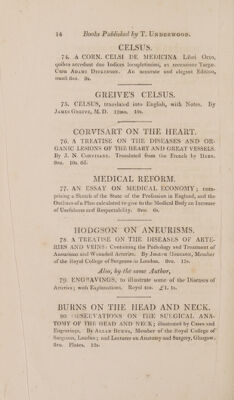 14 Books Published by T. UNDERWOOD.
CELSUS.
74. A CORN. CELSI DE MEDICINA Libri Octo,
quibus accedunt duo Indices locupletissimi, ex recensione Targæ.
Cura ADAMS DICKINSON. An accurate and elegant Edition,
small 8vo. 8s.
GREIVE'S CELSUS.
75. CELSUS, translated into English, with Notes. By
JAMES GREIVE, M. D. 12mo. 10s.
CORVISART ON THE HEART.
76. A TREATISE ON THE DISEASES AND OR-
GANIC LESIONS OF THE HEART AND GREAT VESSELS.
By J. N. CORVISART. Translated from the French by HEBB.
8vo. 10s. 6d.
MEDICAL REFORM.
77. AN ESSAY ON MEDICAL ECONOMY; com-
prising a Sketch of the State of the Profession in England, and the
Outlines of a Plan calculated to give to the Medical Body an Increase
of Usefulness and Respectability. 8vo. 6s.
HODGSON ON ANEURISMS.
78. A TREATISE ON THE DISEASES OF ARTE-
RIES AND VEINS: Containing the Pathology and Treatment of
Aneurisms and Wounded Arteries. By JOSEPH HODGSON, Member
of the Royal College of Surgeons in London. 8vo. 15s.
Also, by the same Author,
79. ENGRAVINGS, to illustrate some of the Diseases of
Arteries; with Explanations. Royal 4to. £1. 1s.
BURNS ON THE HEAD AND NECK.
80 OBSERVATIONS ON THE SURGICAL ANA-
TOMY OF THE HEAD AND NECK; illustrated by Cases and
Engravings. By ALLAN BURNS, Member of the Royal College of
Surgeons, London; and Lecturer on Anatomy and Surgery, Glasgow.
8vo. Plates. 12s.